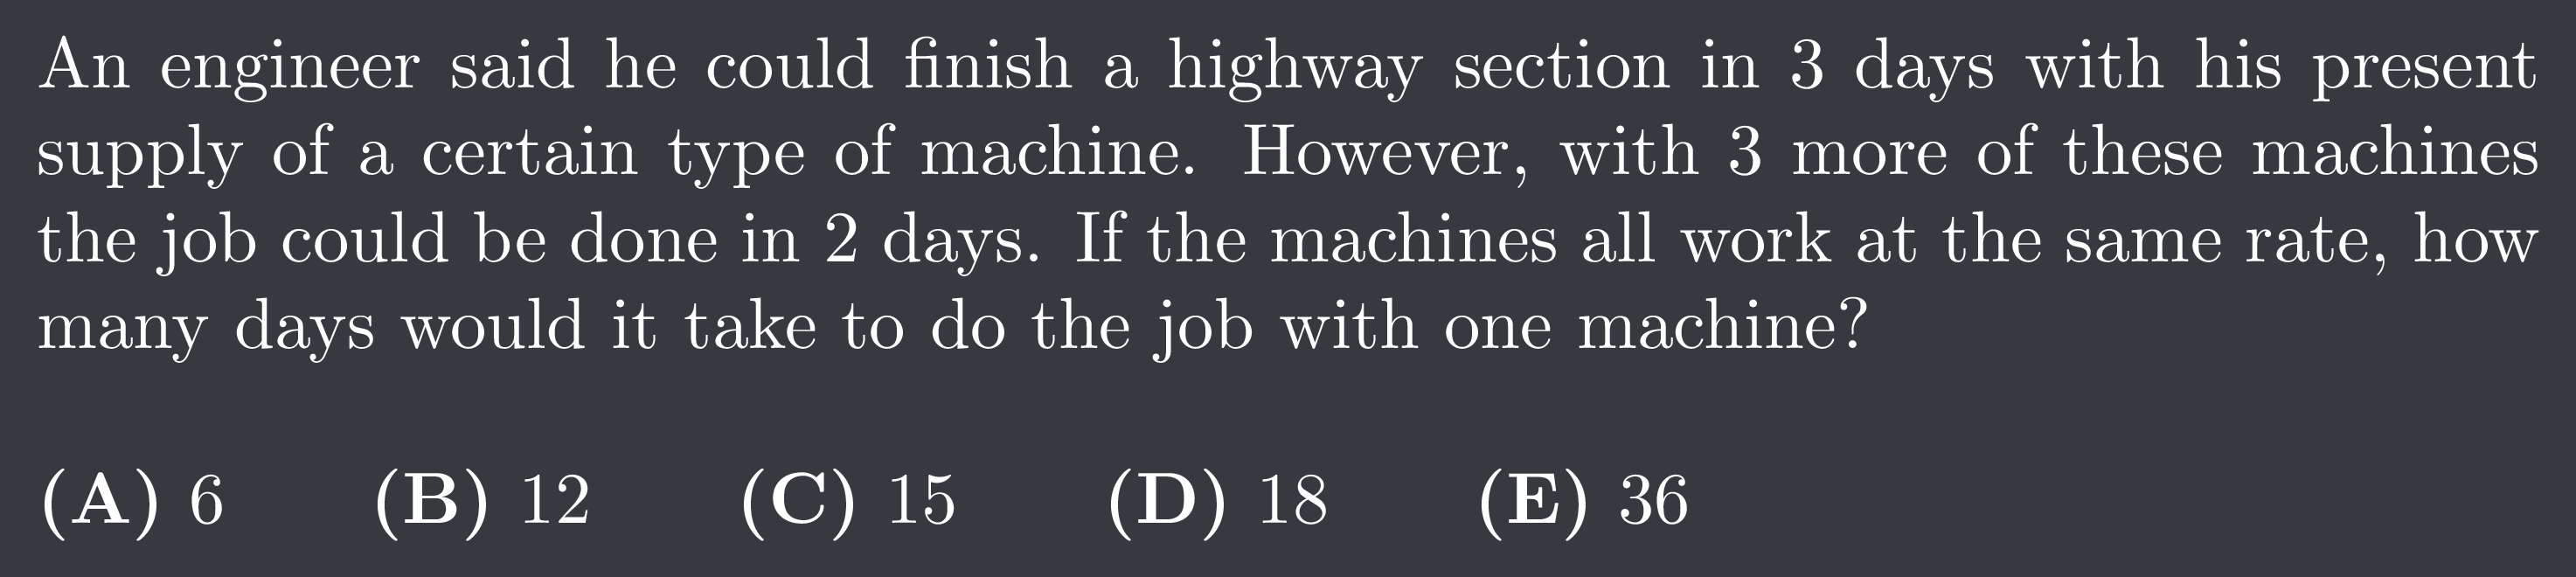 An engineer said he could finish a highway section in 3 days with his present
supply of a certain type of machine. However, with 3 more of these machines
the job could be done in 2 days. If the machines all work at the same rate, how
many days would it take to do the job with one machine?
(A) 6 (B) 12 (C) 15 (D) 18 (E) 36